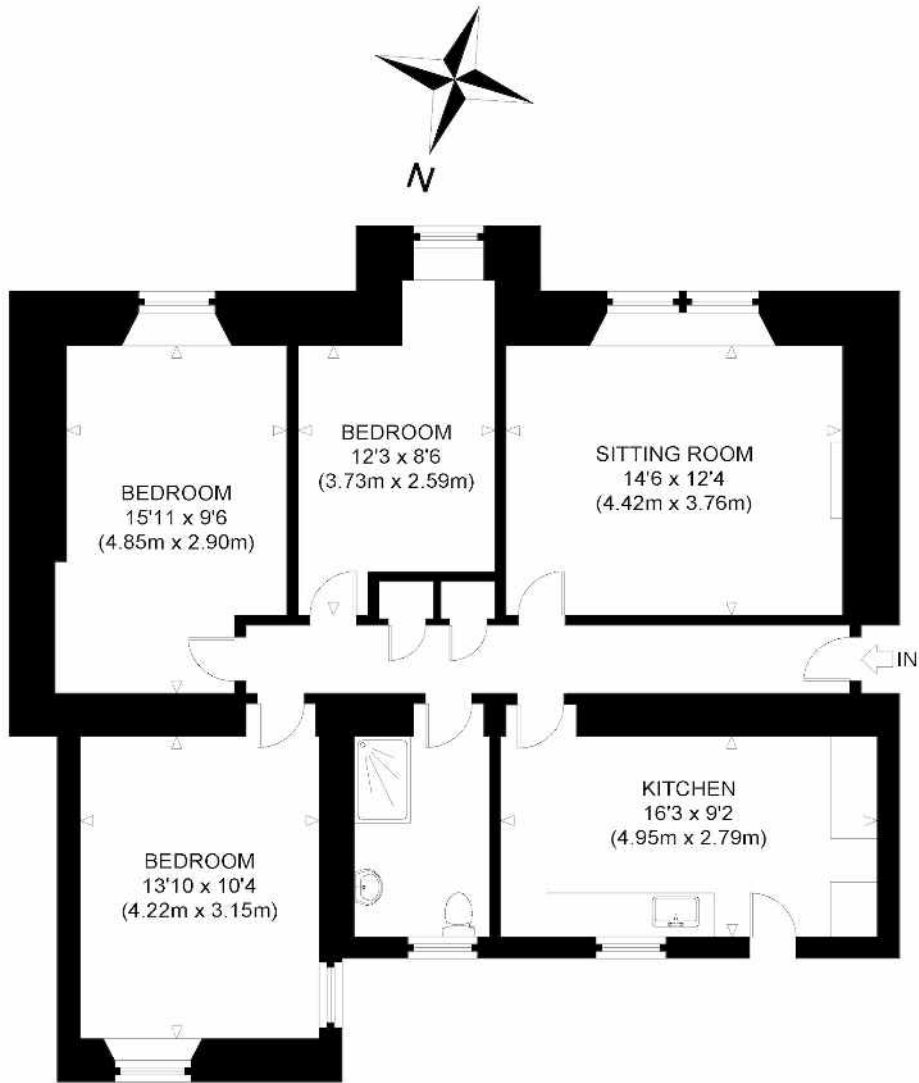 N
BEDROOM
12'3 x 8'6
(3.73m x 2.59m)
SITTING ROOM
14'6 x 12'4
(4.42m x 3.76m)
BEDROOM
15'11 x 9'6
(4.85m x 2.90m)
IN
KITCHEN
16'3 x 9'2
(4.95m x 2.79m)
BEDROOM
13'10 x 10'4
(4.22m x 3.15m)